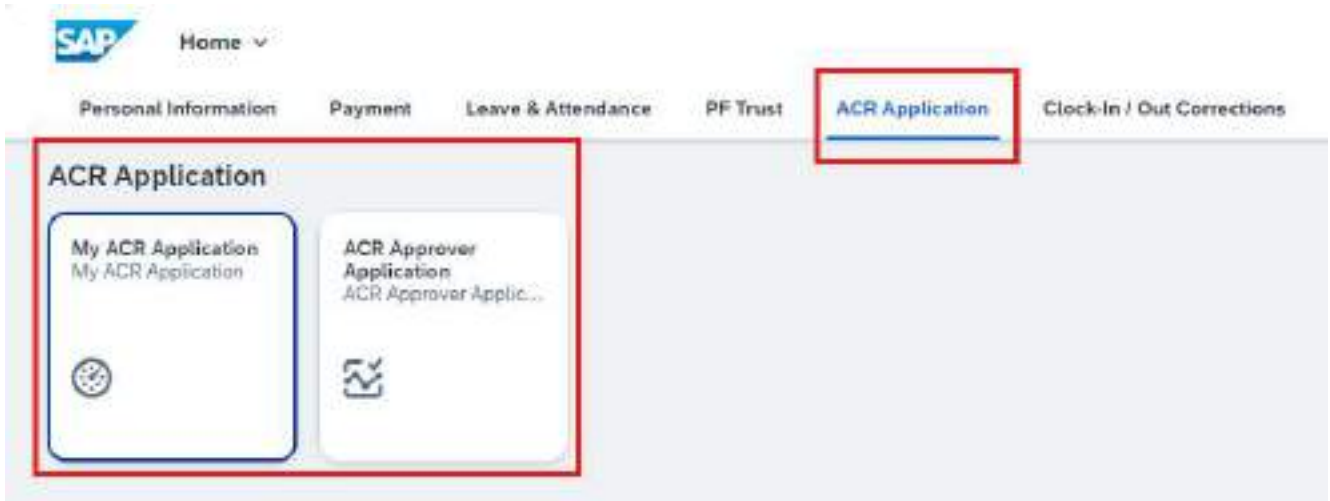 SAP Home
Personal Information Payment Leave & Attendance PF Trust ACR Application Clock-In / Out Corrections
ACR Application
My ACR Application
My ACR Application
ACR Approver
Application
ACR Approver Applic...